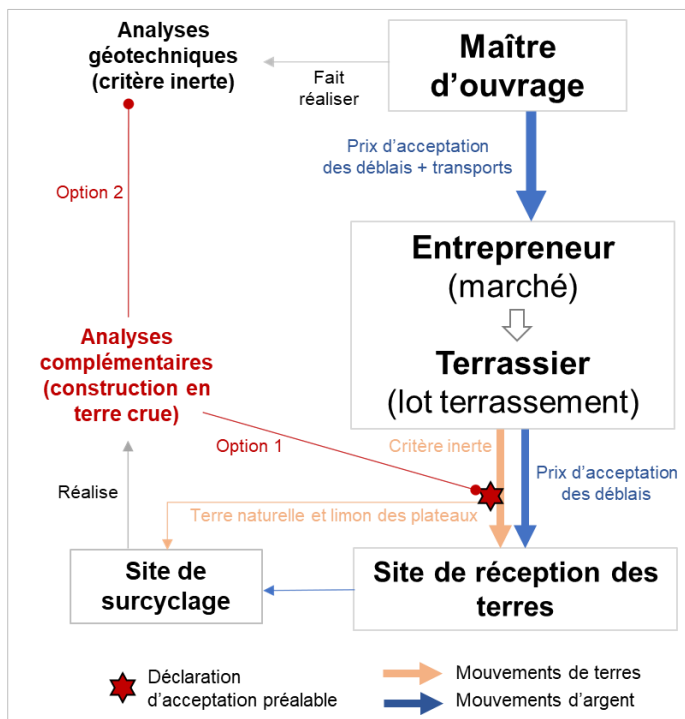 Analyses
géotechniques
(critère inerte)
Fait
réaliser
Maître
d'ouvrage
Prix d'acceptation
des déblais + transports
Option 2
Entrepreneur
(marché)
Terrassier
(lot terrassement)
Analyses
complémentaires
(construction en
terre crue)
Option 1
Critère inerte
Prix d'acceptation
des déblais
Réalise
Terre naturelle et limon des plateaux
Site de
surcyclage
Site de réception des
terres
Déclaration
d'acceptation préalable
Mouvements de terres
Mouvements d'argent